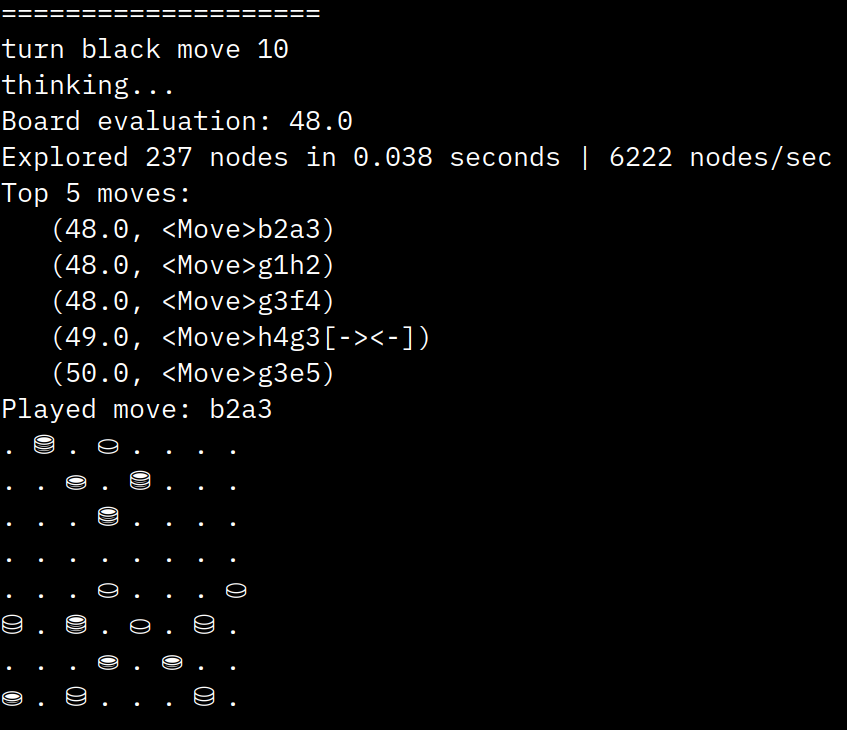 ====================
turn black move 10
thinking...
Board evaluation: 48.0
Explored 237 nodes in 0.038 seconds | 6222 nodes/sec
Top 5 moves:
(48.0, <Move>b2a3)
(48.0, <Move>g1h2)
(48.0, <Move>g3f4)
(49.0, <Move>h4g3[-><-])
(50.0, <Move>g3e5)
Played move: b2a3
. ⛃ . ⛀ . . . .
. . ⛂ . ⛃ . . .
. . . ⛃ . . . .
. . . . . . . .
. . . ⛀ . . . ⛀
⛁ . ⛃ . ⛀ . ⛁ .
. . . ⛂ . ⛂ . .
⛂ . ⛁ . . . ⛁ .